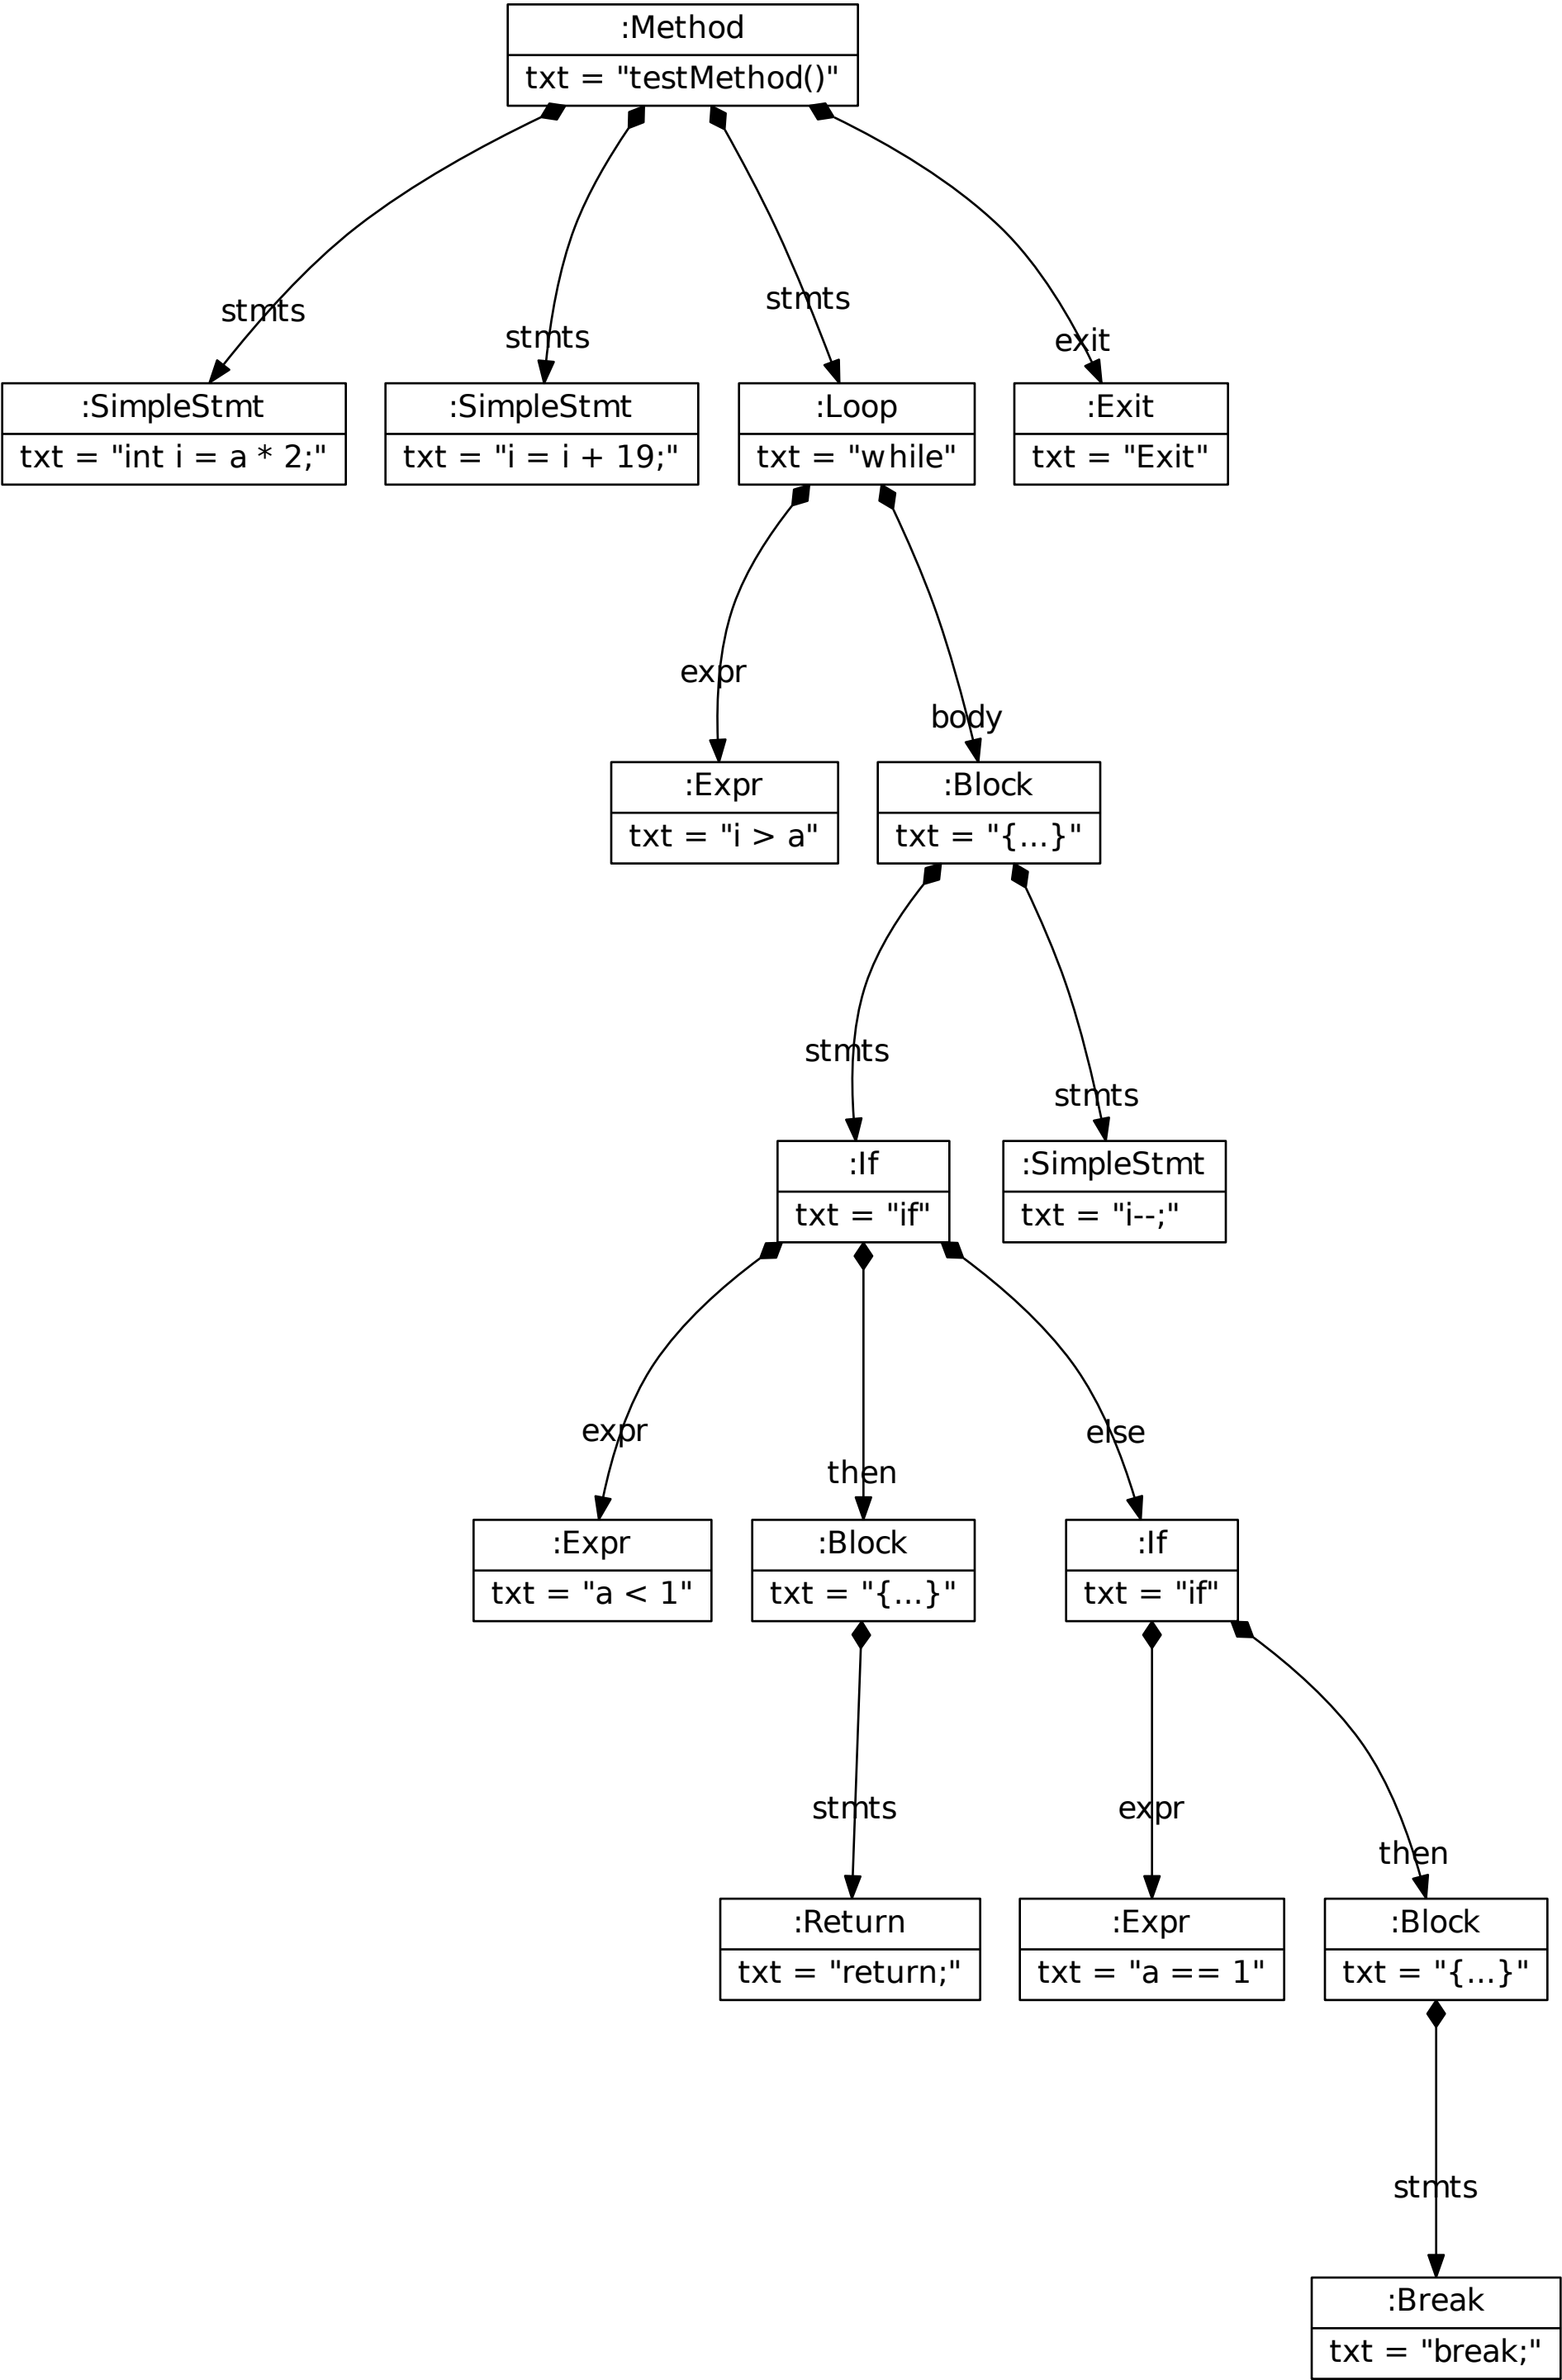 :Method
txt = "testMethod()"
stmts
stmts
stmts
exit
:SimpleStmt
txt = "int i = a * 2;"
:SimpleStmt
txt = "i = i + 19;"
:Loop
txt = "while"
:Exit
txt = "Exit"
expr
body
:Expr
txt = "i > a"
:Block
txt = "{...}"
stmts
stmts
:If
txt = "if"
:SimpleStmt
txt = "i--;"
expr
then
else
:Expr
txt = "a < 1"
:Block
txt = "{...}"
:If
txt = "if"
stmts
expr
then
:Return
txt = "return;"
:Expr
txt = "a == 1"
:Block
txt = "{...}"
stmts
:Break
txt = "break;"